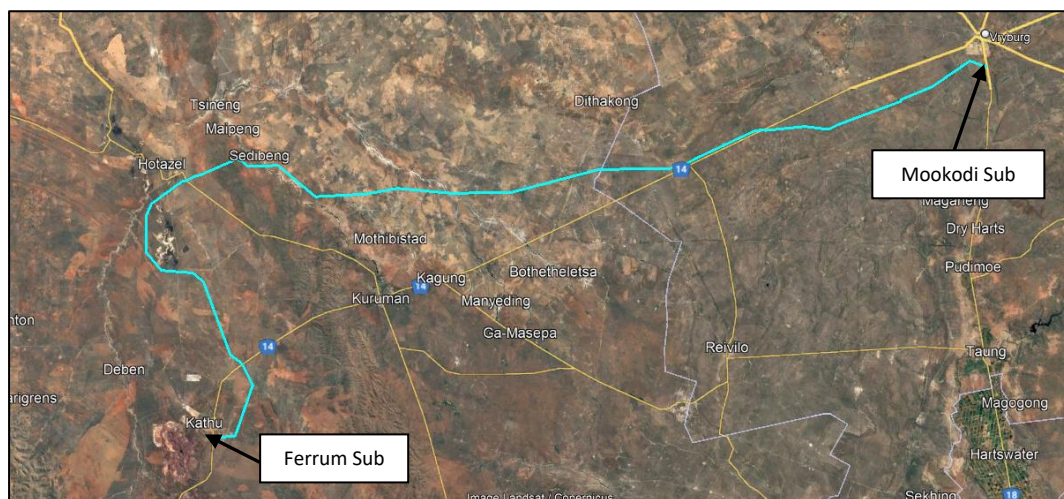 Vryburg
Tsineng
Dithakong
Maipeng
Sedibeng
Hotazel
14
Mookodi Sub
Magaheng
Dry Harts
Mothibistad
Pudimoe
Kagung
Bothetheletsa
14
Kuruman
Manyeding
nton
Ga-Masepa
14
Reivilo
Taung
Deben
arigrens
Magogong
Kathu
Ferrum Sub
Hartswater
Image Landsat / Copernicus
Sekhing
18